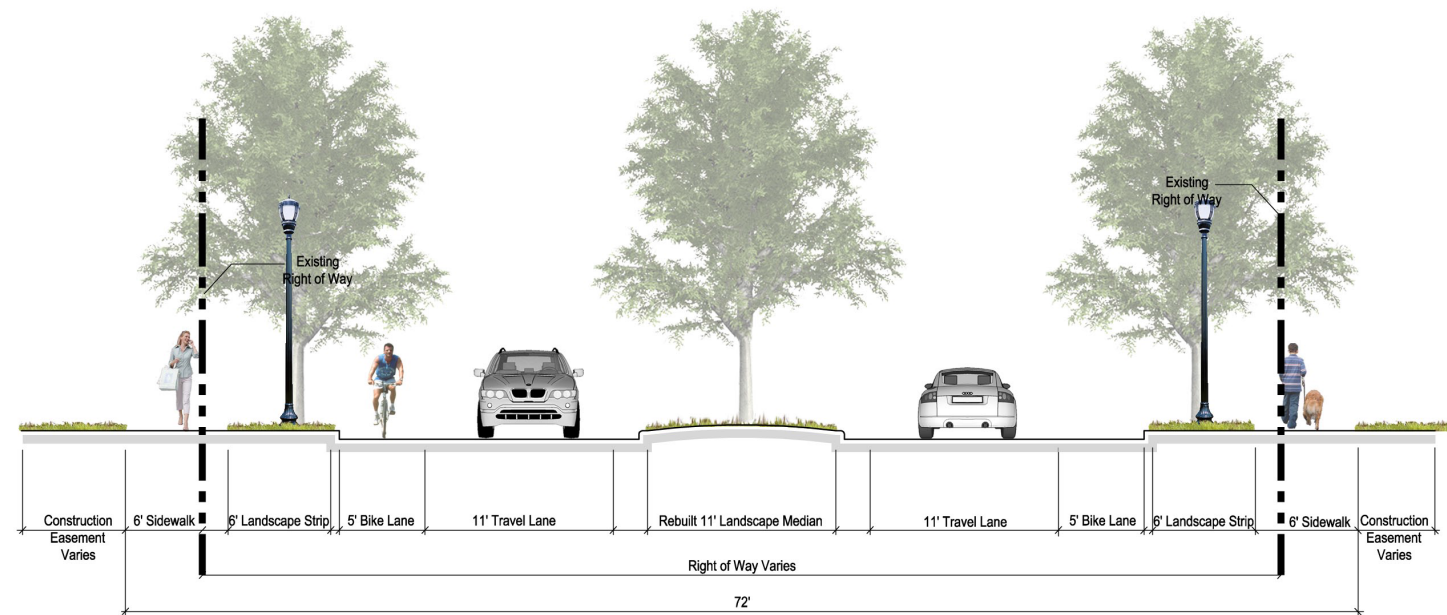 Existing
Right of Way
Existing
Right of Way
Construction
Easement
Varies
6' Sidewalk
6' Landscape Strip
5' Bike Lane
11' Travel Lane
Rebuilt 11' Landscape Median
11' Travel Lane
5' Bike Lane
6' Landscape Strip
6' Sidewalk
Construction
Easement
Varies
Right of Way Varies
72'